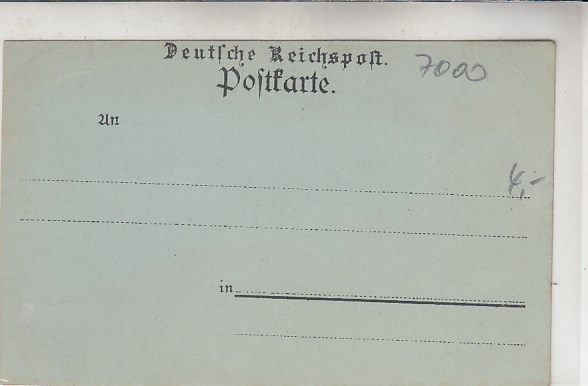 Deutſche Reichspoſt.
Poſtkarte.
7000
An
4,-
in